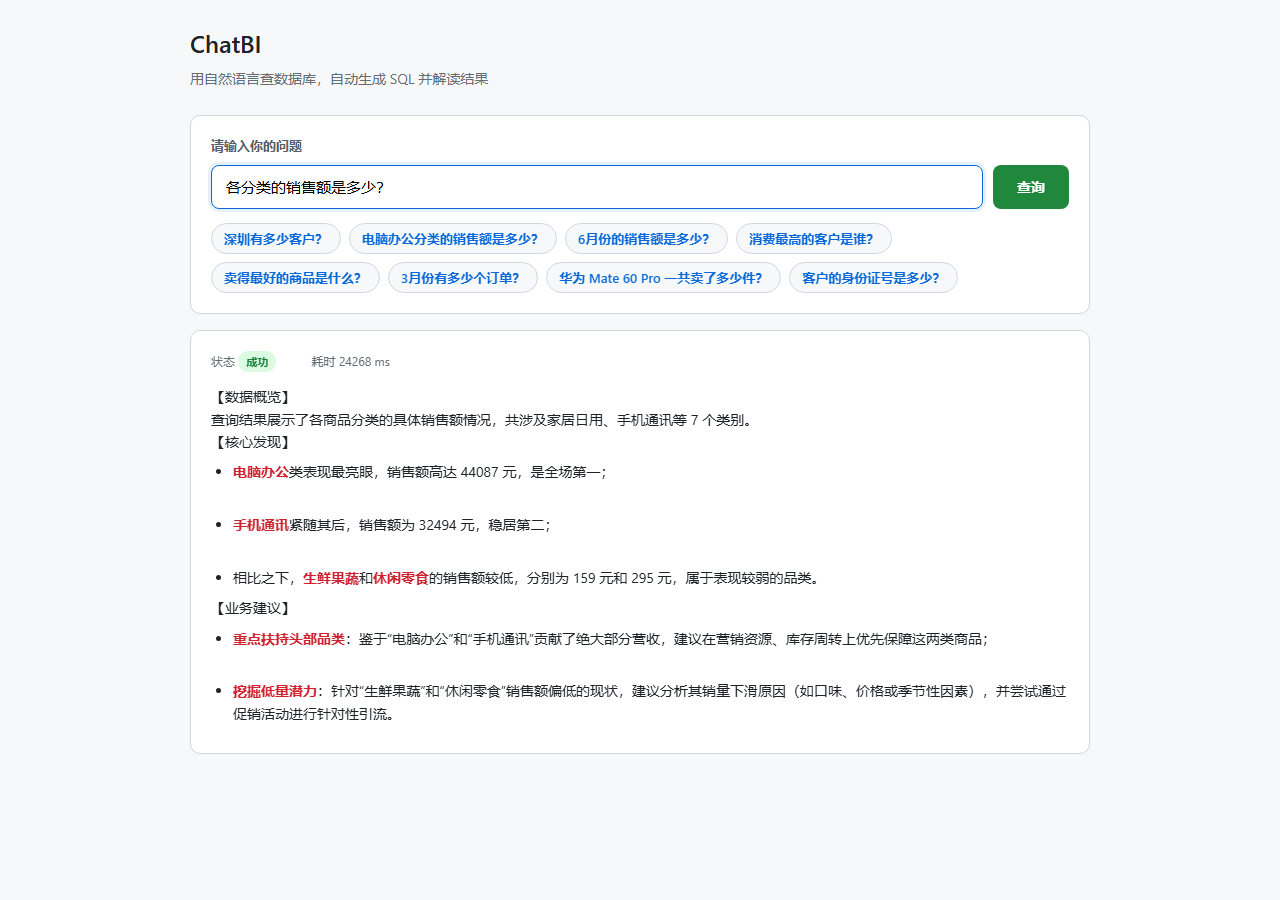 ChatBI
用自然语言查数据库，自动生成 SQL 并解读结果
请输入你的问题
各分类的销售额是多少？
查询
深圳有多少客户？
电脑办公分类的销售额是多少？
6月份的销售额是多少？
消费最高的客户是谁？
卖得最好的商品是什么？
3月份有多少个订单？
华为 Mate 60 Pro 一共卖了多少件？
客户的身份证号是多少？
状态 成功 耗时 24268 ms
【数据概览】
查询结果展示了各商品分类的具体销售额情况，共涉及家居日用、手机通讯等 7 个类别。
【核心发现】
电脑办公类表现最亮眼，销售额高达 44087 元，是全场第一；
手机通讯紧随其后，销售额为 32494 元，稳居第二；
相比之下，生鲜果蔬和休闲零食的销售额较低，分别为 159 元和 295 元，属于表现较弱的品类。
【业务建议】
重点扶持头部品类：鉴于“电脑办公”和“手机通讯”贡献了绝大部分营收，建议在营销资源、库存周转上优先保障这两类商品；
挖掘低量潜力：针对“生鲜果蔬”和“休闲零食”销售额偏低的现状，建议分析其销量下滑原因（如口味、价格或季节性因素），并尝试通过
促销活动进行针对性引流。